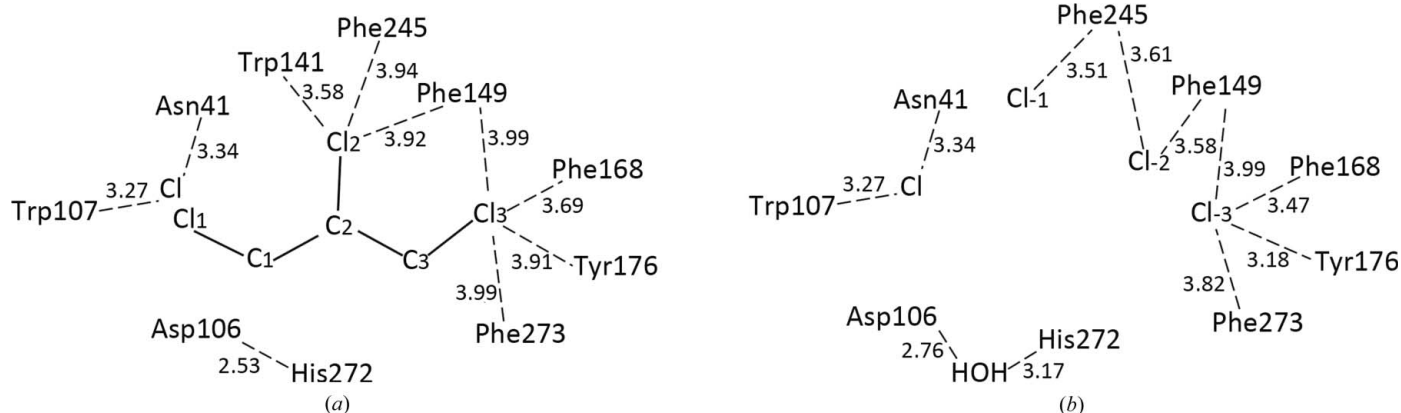 Phe245
Trp141
3.94
3.58
Phe149
Asn41
Cl2
3.92
3.99
3.34
Phe168
3.27
Cl
3.69
Trp107
Cl1
Cl3
C2
C1
C3
3.91
Tyr176
3.99
Asp106
Phe273
2.53
His272
(a)
Phe245
3.51
3.61
Phe149
Asn41
Cl-1
3.34
Cl-2
3.58
3.99
Phe168
3.27
Cl
3.47
Trp107
Cl-3
3.18
Tyr176
3.82
Asp106
Phe273
His272
2.76
HOH
3.17
(b)